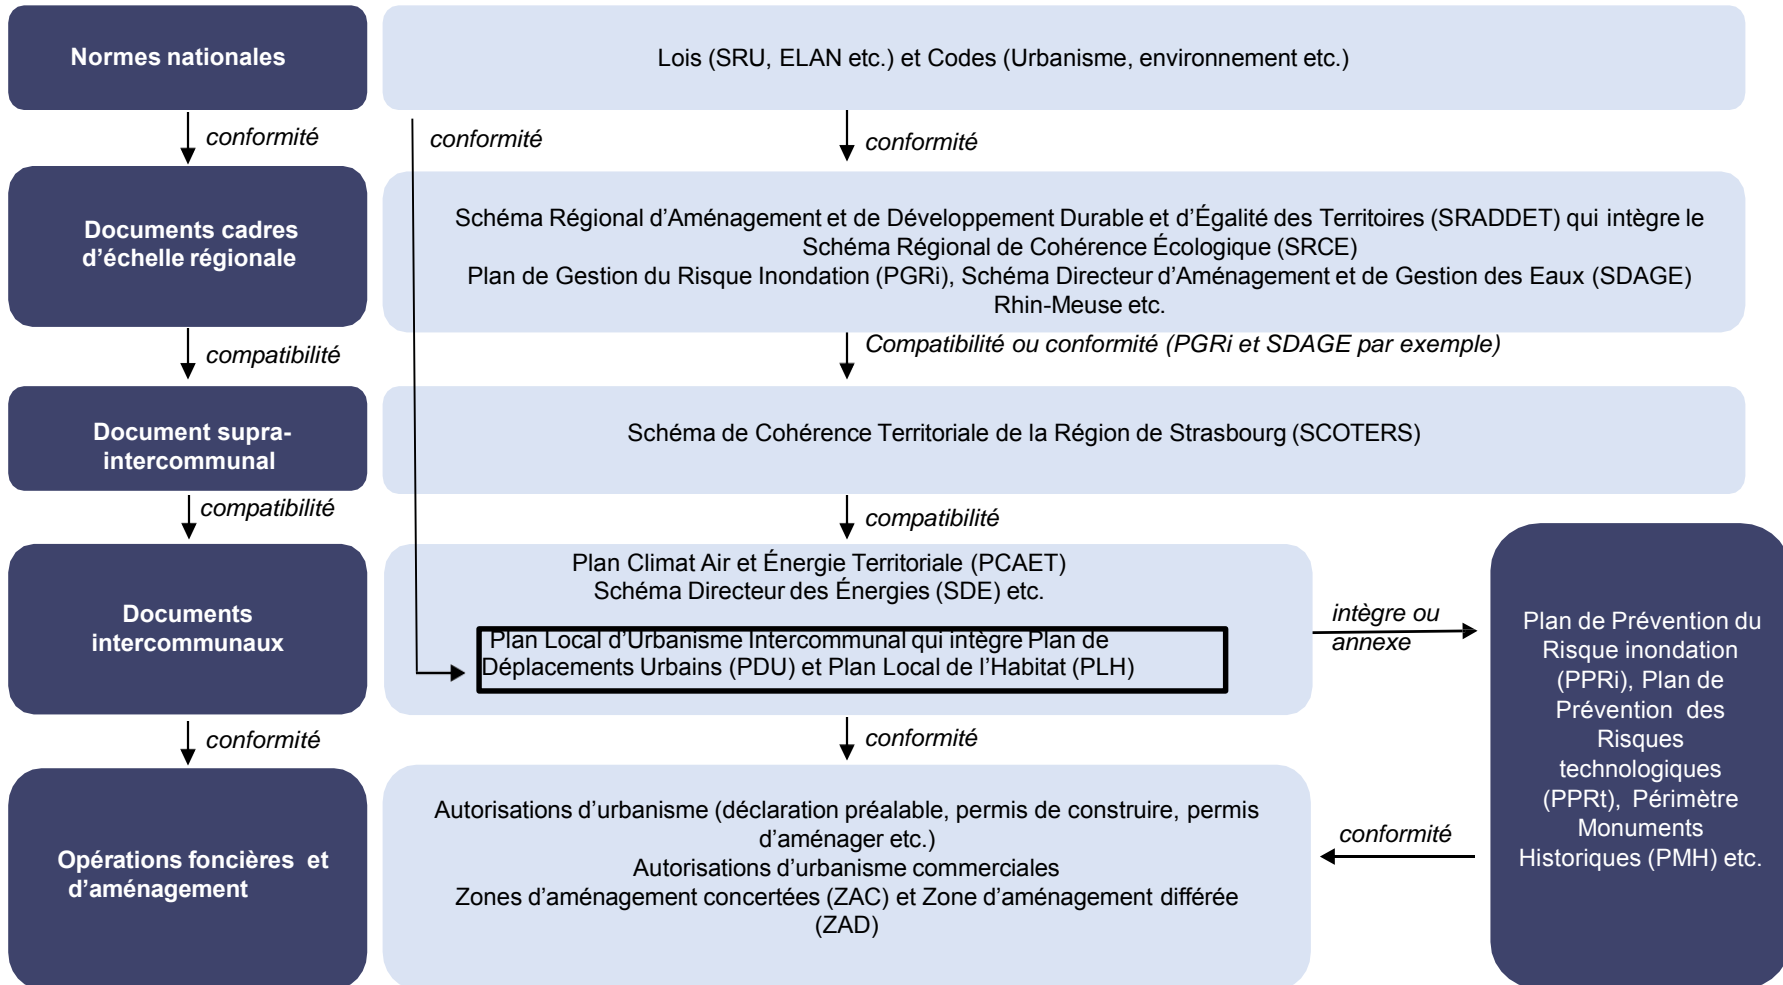 Normes nationales
Lois (SRU, ELAN etc.) et Codes (Urbanisme, environnement etc.)
conformité
conformité
conformité
Documents cadres
d’échelle régionale
Schéma Régional d’Aménagement et de Développement Durable et d’Égalité des Territoires (SRADDET) qui intègre le
Schéma Régional de Cohérence Écologique (SRCE)
Plan de Gestion du Risque Inondation (PGRi), Schéma Directeur d’Aménagement et de Gestion des Eaux (SDAGE)
Rhin-Meuse etc.
compatibilité
Compatibilité ou conformité (PGRi et SDAGE par exemple)
Document supra-
intercommunal
Schéma de Cohérence Territoriale de la Région de Strasbourg (SCOTERS)
compatibilité
compatibilité
Documents
intercommunaux
Plan Climat Air et Énergie Territoriale (PCAET)
Schéma Directeur des Énergies (SDE) etc.
Plan Local d’Urbanisme Intercommunal qui intègre Plan de
Déplacements Urbains (PDU) et Plan Local de l’Habitat (PLH)
intègre ou
annexe
Plan de Prévention du
Risque inondation
(PPRi), Plan de
Prévention des
Risques
technologiques
(PPRt), Périmètre
Monuments
Historiques (PMH) etc.
conformité
conformité
conformité
Opérations foncières et
d’aménagement
Autorisations d’urbanisme (déclaration préalable, permis de construire, permis
d’aménager etc.)
Autorisations d’urbanisme commerciales
Zones d’aménagement concertées (ZAC) et Zone d’aménagement différée
(ZAD)